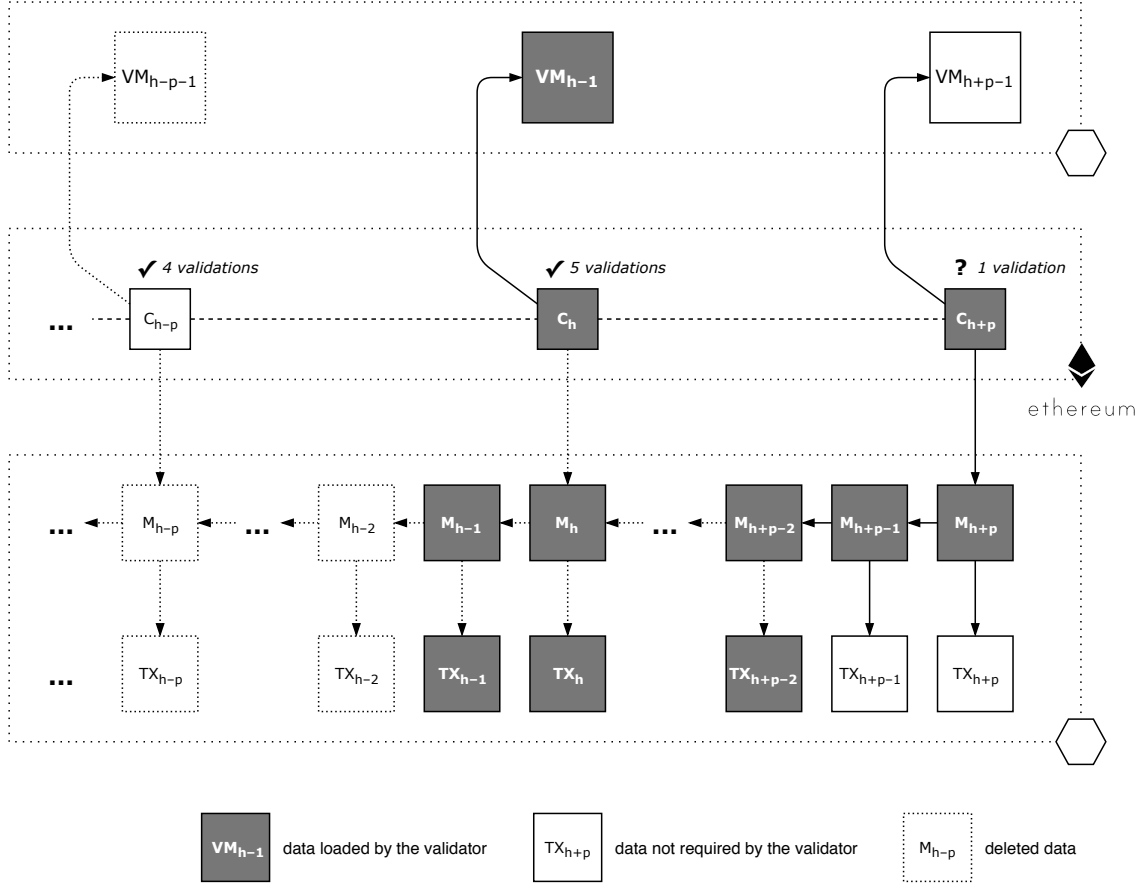 VMh−p−1 VMh−1 VMh+p−1
✓ 4 validations ✓ 5 validations ? 1 validation
... Ch−p Ch Ch+p
ethereum
... Mh−p ... Mh−2 Mh−1 Mh ... Mh+p−2 Mh+p−1 Mh+p
... TXh−p TXh−2 TXh−1 TXh TXh+p−2 TXh+p−1 TXh+p
VMh−1 data loaded by the validator TXh+p data not required by the validator Mh−p deleted data